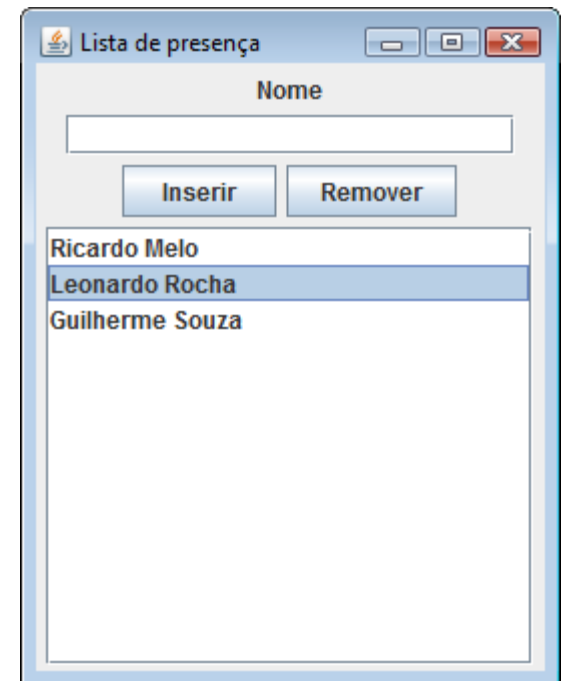 Lista de presença
Nome
Inserir Remover
Ricardo Melo
Leonardo Rocha
Guilherme Souza